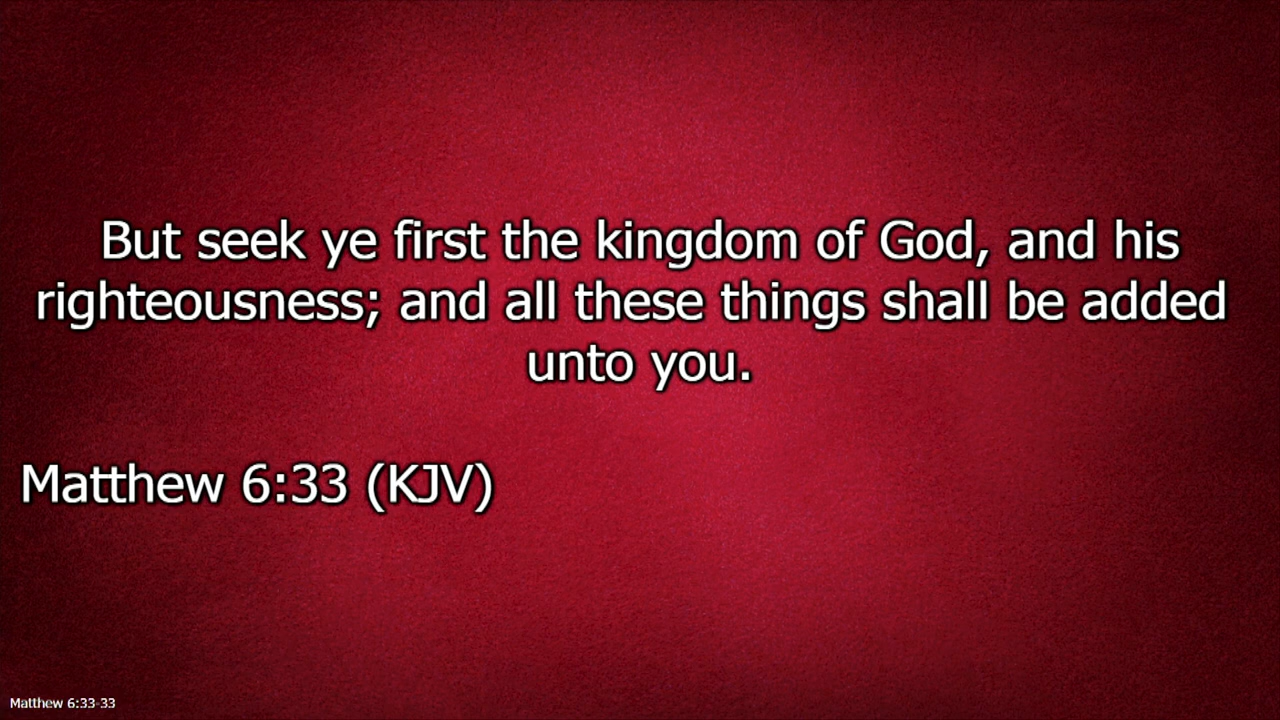 But seek ye first the kingdom of God, and his
righteousness; and all these things shall be added
unto you.
Matthew 6:33 (KJV)
Matthew 6:33-33